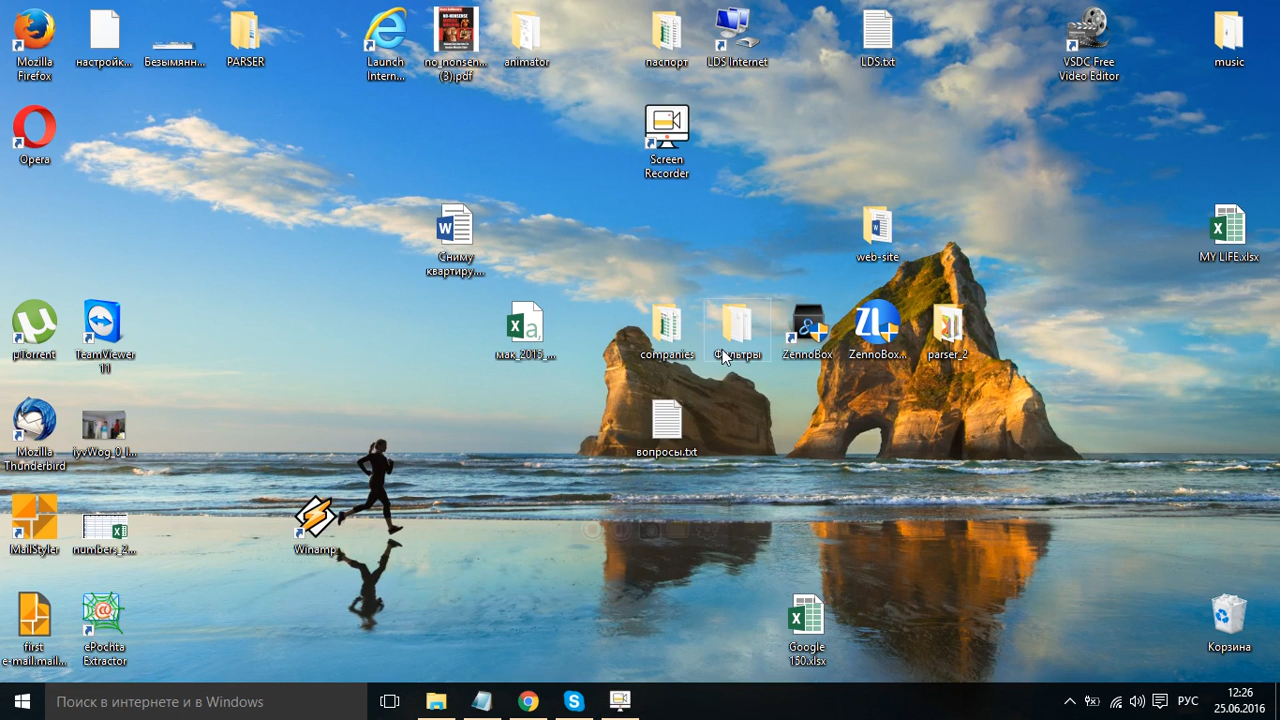 Mozilla
Firefox
настройк...
Безымянн...
PARSER
Launch
Intern...
no_nonsen...
(3).pdf
animator
паспорт
LDS Internet
LDS.txt
VSDC Free
Video Editor
music
Opera
Screen
Recorder
Сниму
квартиру....
web-site
MY LIFE.xlsx
µTorrent
TeamViewer
11
мак_2015_...
companies
Фильтры
ZennoBox
ZennoBox...
parser_2
Mozilla
Thunderbird
iyvWog_0_I...
вопросы.txt
MailStyler
numbers_2...
Winamp
first
e-mail.mail...
ePochta
Extractor
Google
150.xlsx
Корзина
Поиск в интернете и в Windows
РУС
12:26
25.06.2016